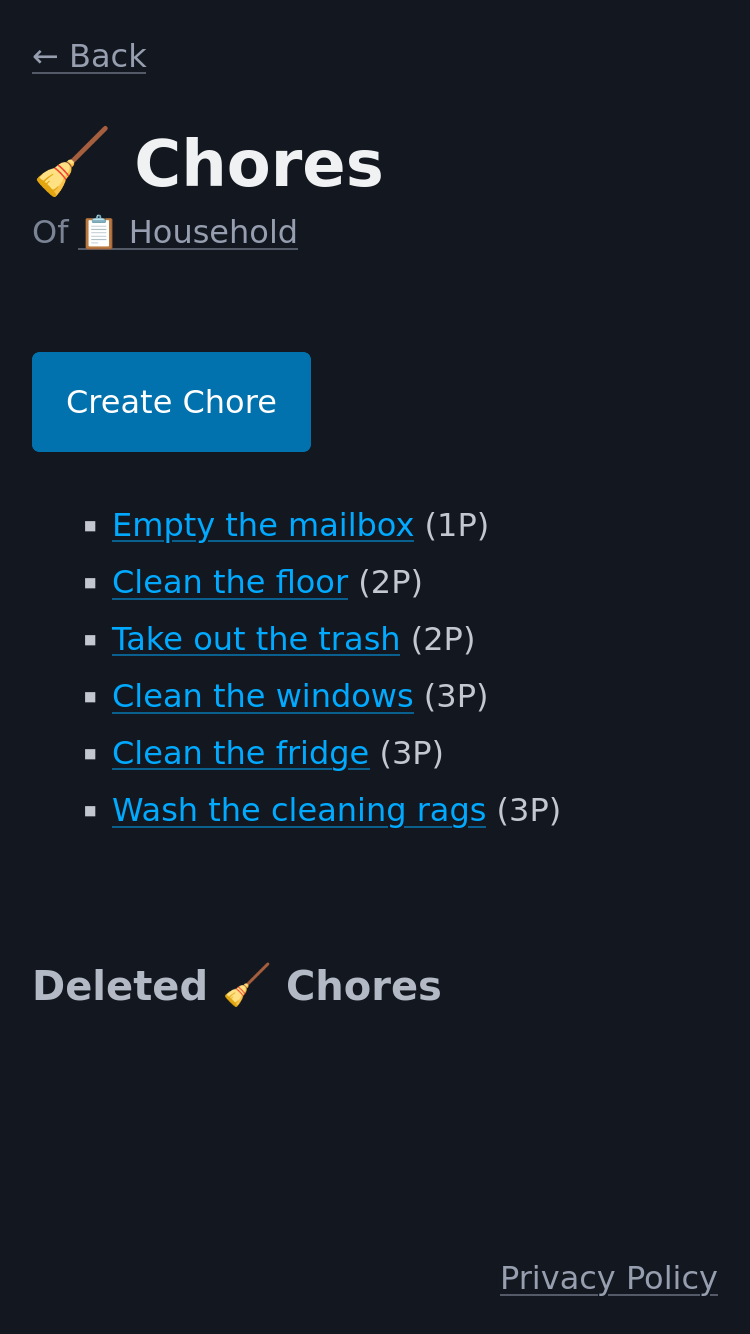 ← Back
🧹 Chores
Of 📋 Household
Create Chore
▪ Empty the mailbox (1P)
▪ Clean the floor (2P)
▪ Take out the trash (2P)
▪ Clean the windows (3P)
▪ Clean the fridge (3P)
▪ Wash the cleaning rags (3P)
Deleted 🧹 Chores
Privacy Policy